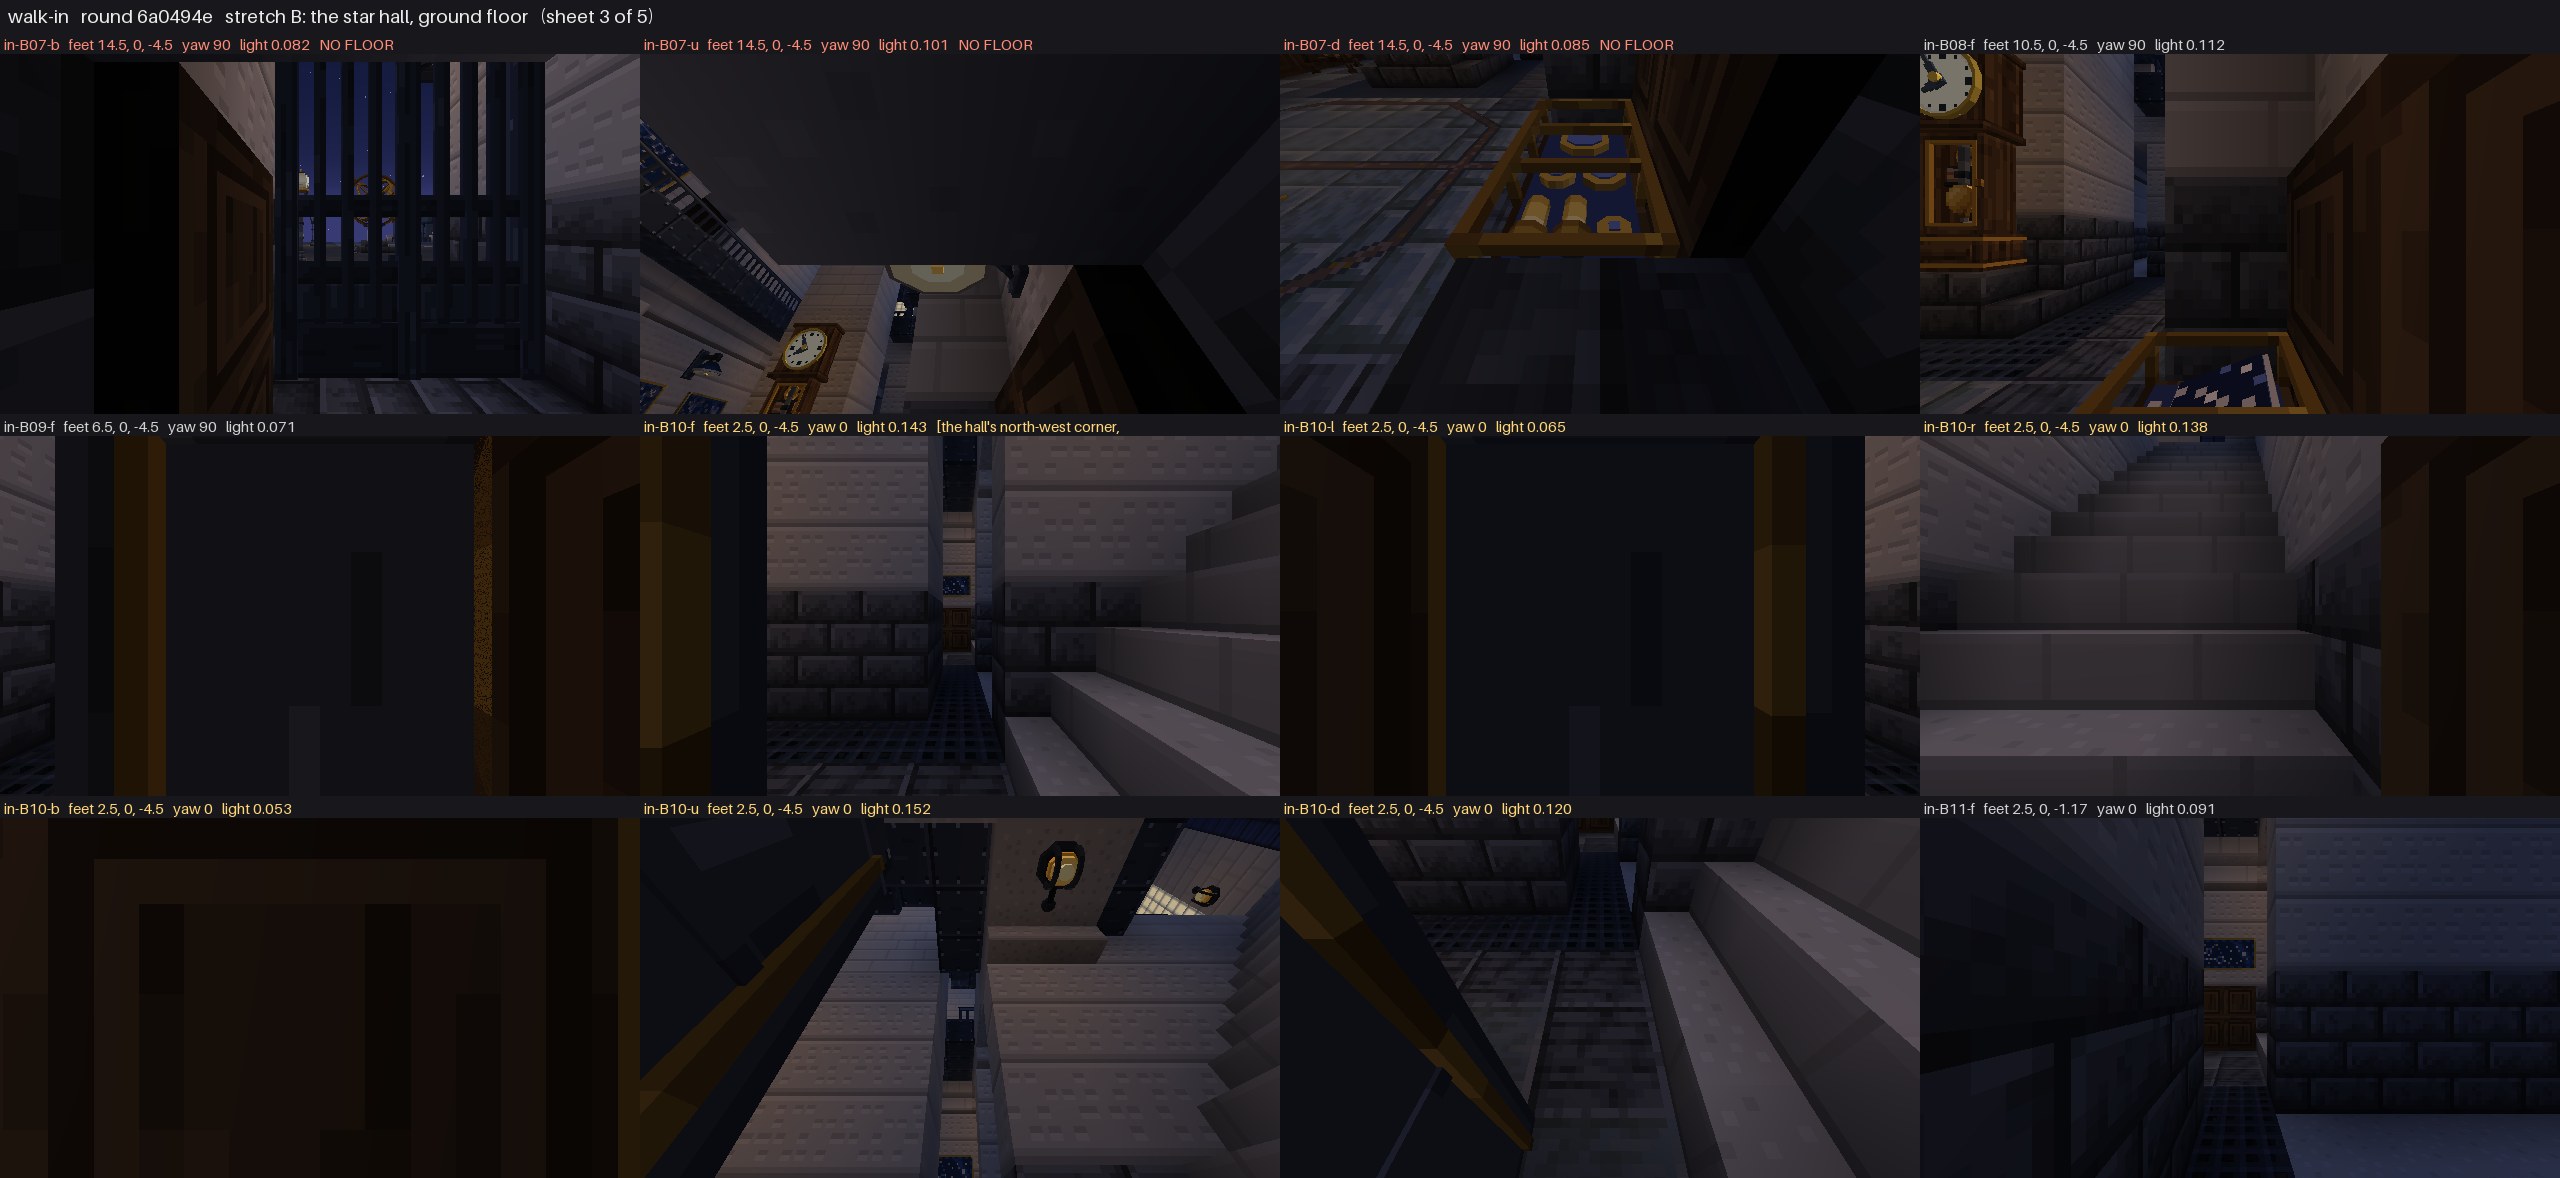 walk-in round 6a0494e stretch B: the star hall, ground floor (sheet 3 of 5)
in-B07-b feet 14.5, 0, -4.5 yaw 90 light 0.082 NO FLOOR
in-B07-u feet 14.5, 0, -4.5 yaw 90 light 0.101 NO FLOOR
in-B07-d feet 14.5, 0, -4.5 yaw 90 light 0.085 NO FLOOR
in-B08-f feet 10.5, 0, -4.5 yaw 90 light 0.112
in-B09-f feet 6.5, 0, -4.5 yaw 90 light 0.071
in-B10-f feet 2.5, 0, -4.5 yaw 0 light 0.143 [the hall's north-west corner,
in-B10-l feet 2.5, 0, -4.5 yaw 0 light 0.065
in-B10-r feet 2.5, 0, -4.5 yaw 0 light 0.138
in-B10-b feet 2.5, 0, -4.5 yaw 0 light 0.053
in-B10-u feet 2.5, 0, -4.5 yaw 0 light 0.152
in-B10-d feet 2.5, 0, -4.5 yaw 0 light 0.120
in-B11-f feet 2.5, 0, -1.17 yaw 0 light 0.091